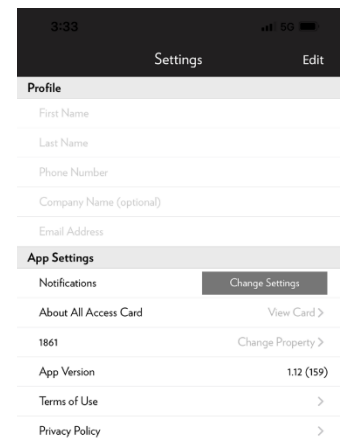 3:33 5G
Settings Edit
Profile
First Name
Last Name
Phone Number
Company Name (optional)
Email Address
App Settings
Notifications Change Settings
About All Access Card View Card >
1861 Change Property >
App Version 1.12 (159)
Terms of Use >
Privacy Policy >